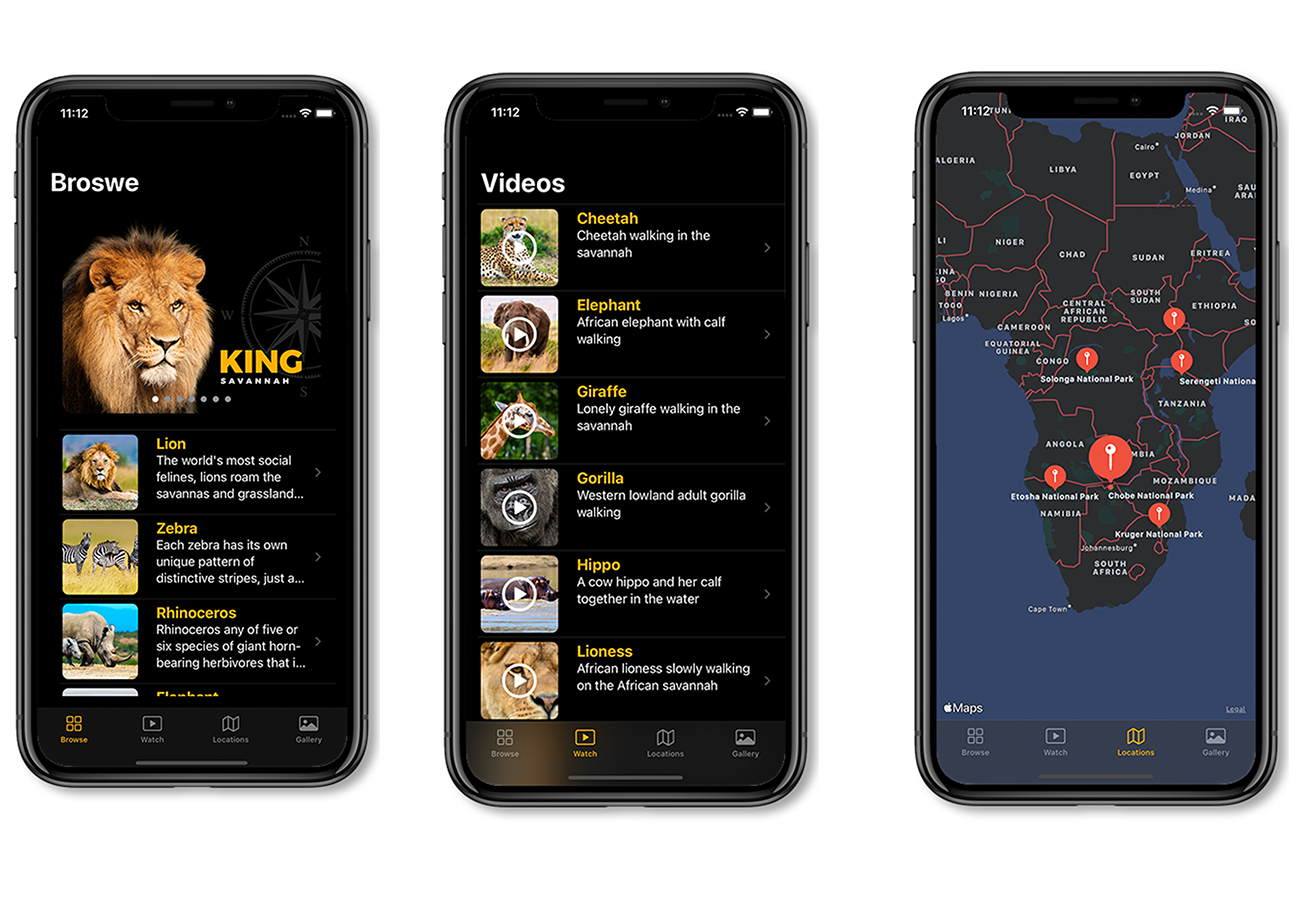 11:12
Broswe
N
W
KING
SAVANNAH
S
Lion
The world's most social
felines, lions roam the
savannas and grassland...
Zebra
Each zebra has its own
unique pattern of
distinctive stripes, just a...
Rhinoceros
Rhinoceros any of five or
six species of giant horn-
bearing herbivores that i...
Elephant
Browse
Watch
Locations
Gallery
11:12
Videos
Cheetah
Cheetah walking in the
savannah
Elephant
African elephant with calf
walking
Giraffe
Lonely giraffe walking in the
savannah
Gorilla
Western lowland adult gorilla
walking
Hippo
A cow hippo and her calf
together in the water
Lioness
African lioness slowly walking
on the African savannah
Browse
Watch
Locations
Gallery
11:12
TUNI
IRAQ
JORDAN
Cairo
ALGERIA
LIBYA
EGYPT
Medina
SAU
ARA
LI
NIGER
CHAD
SUDAN
ERITREA
KINA
SO
BENIN
NIGERIA
SOUTH
SUDAN
TOGO
CENTRAL
AFRICAN
REPUBLIC
ETHIOPIA
Lagos
CAMEROON
SO
EQUATORIAL
GUINEA
CONGO
Solonga National Park
Serengeti Nationa
TANZANIA
ANGOLA
MBIA
MOZAMBIQUE
Etosha National Park
Chobe National Park
MADA
NAMIBIA
Kruger National Park
Johannesburg
SOUTH
AFRICA
Cape Town
Maps
Legal
Browse
Watch
Locations
Gallery